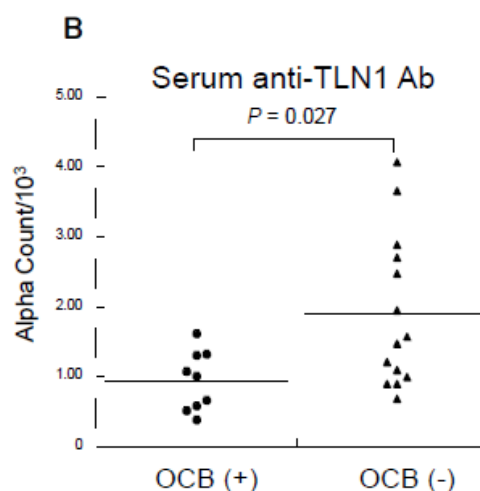 B
Serum anti-TLN1 Ab
P = 0.027
Alpha Count/10³
5.00
4.00
3.00
2.00
1.00
0
OCB (+)
OCB (-)